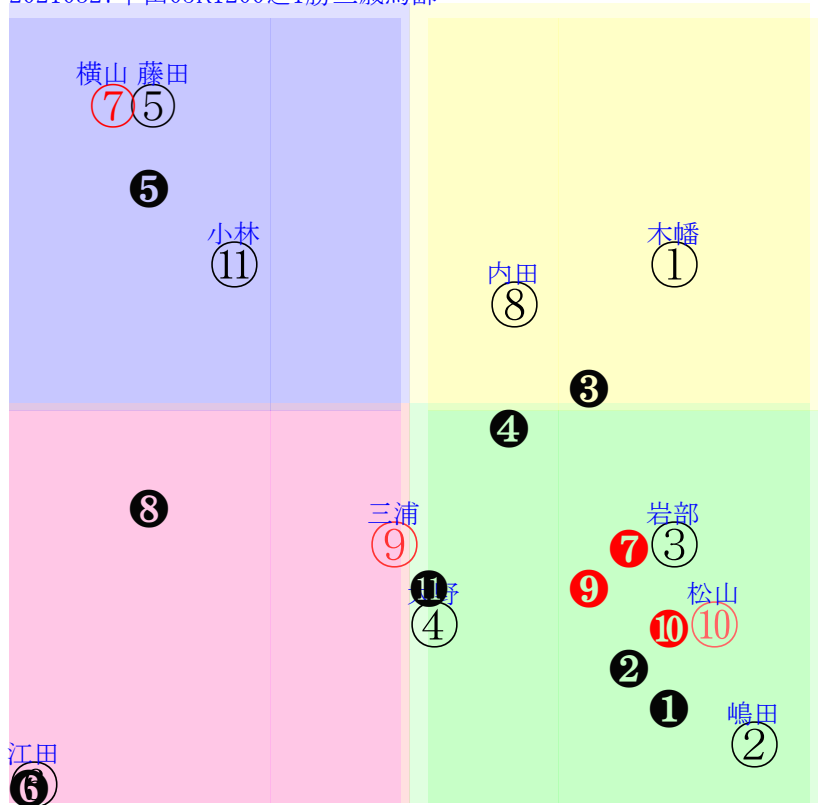 横山 藤田
⑦⑤
❺
小林
⑪
木幡
①
内田
⑧
❸
❹
❽
三浦
⑨
岩部
❼③
⓫
❾
野
④
松山
❿⑩
❷
❶
嶋田
②
江田
❻